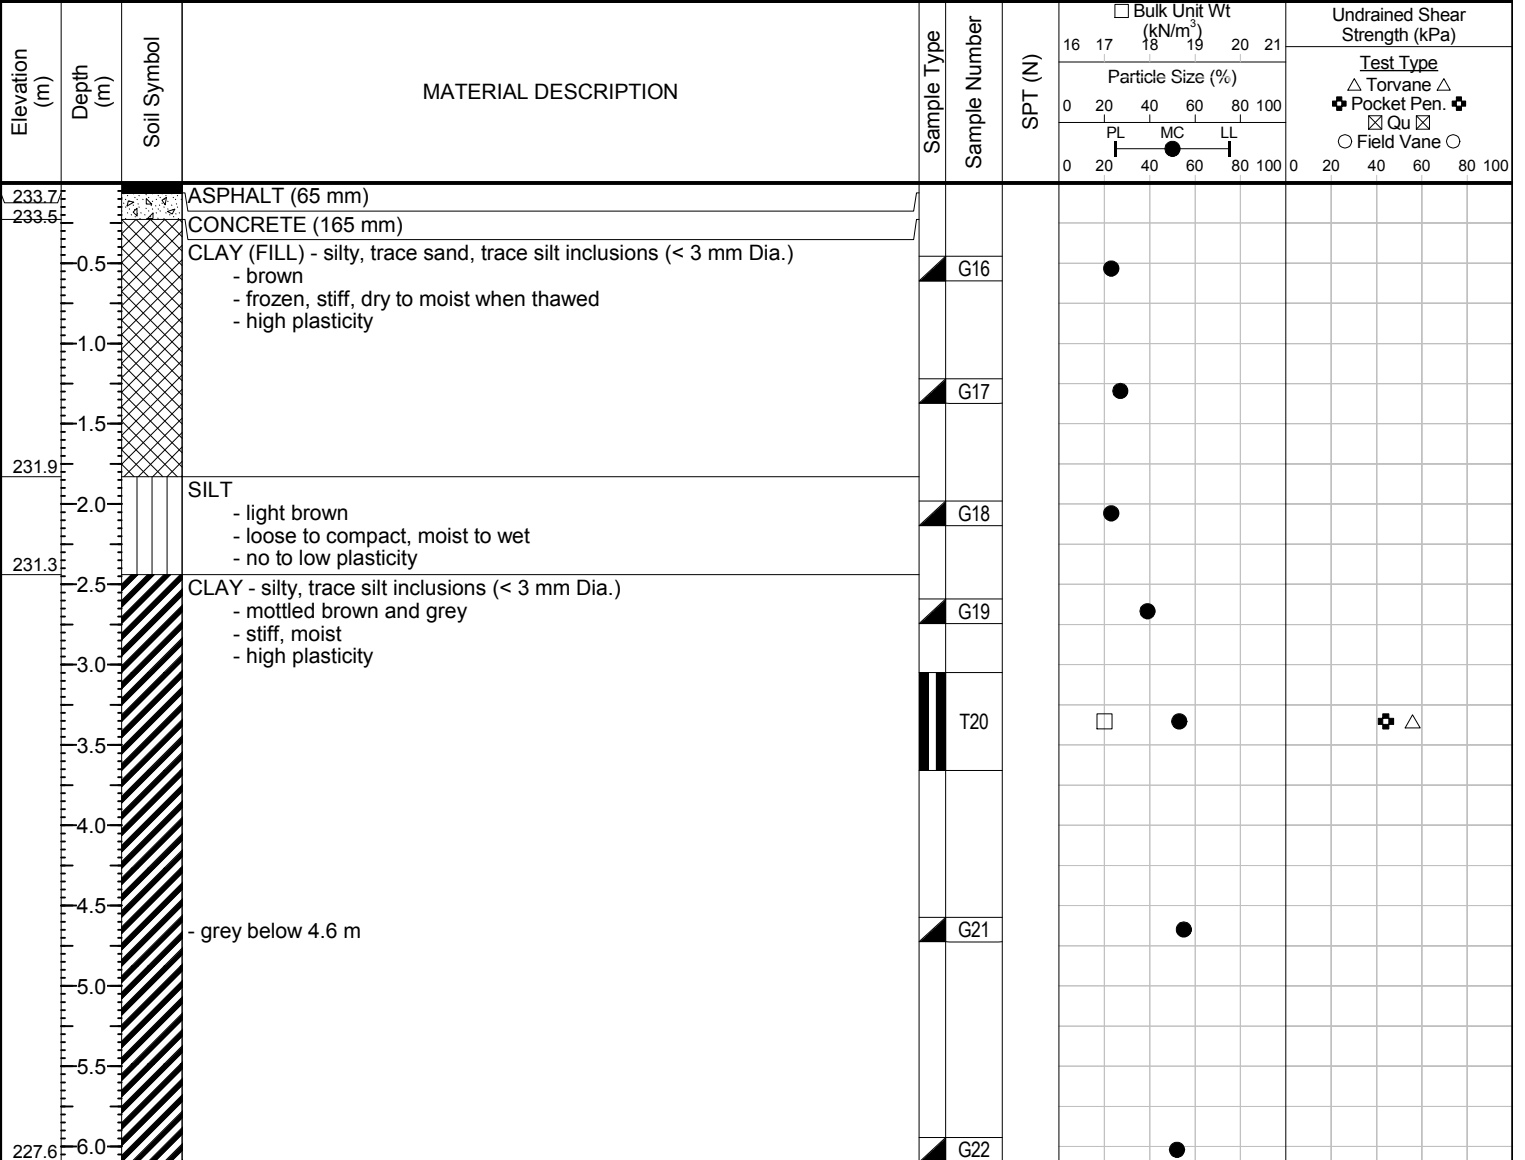 Elevation (m)
Depth (m)
Soil Symbol
MATERIAL DESCRIPTION
Sample Type
Sample Number
SPT (N)
□ Bulk Unit Wt
(kN/m³)
16 17 18 19 20 21
Particle Size (%)
0 20 40 60 80 100
PL MC LL
0 20 40 60 80 100
Undrained Shear
Strength (kPa)
Test Type
△ Torvane △
✚ Pocket Pen. ✚
☒ Qu ☒
○ Field Vane ○
0 20 40 60 80 100
233.7
ASPHALT (65 mm)
233.5
CONCRETE (165 mm)
CLAY (FILL) - silty, trace sand, trace silt inclusions (< 3 mm Dia.)
-0.5
G16
- brown
- frozen, stiff, dry to moist when thawed
- high plasticity
-1.0
G17
-1.5
231.9
SILT
-2.0
- light brown
G18
- loose to compact, moist to wet
- no to low plasticity
231.3
-2.5
CLAY - silty, trace silt inclusions (< 3 mm Dia.)
- mottled brown and grey
G19
- stiff, moist
- high plasticity
-3.0
T20
-3.5
-4.0
-4.5
- grey below 4.6 m
G21
-5.0
-5.5
227.6
-6.0
G22